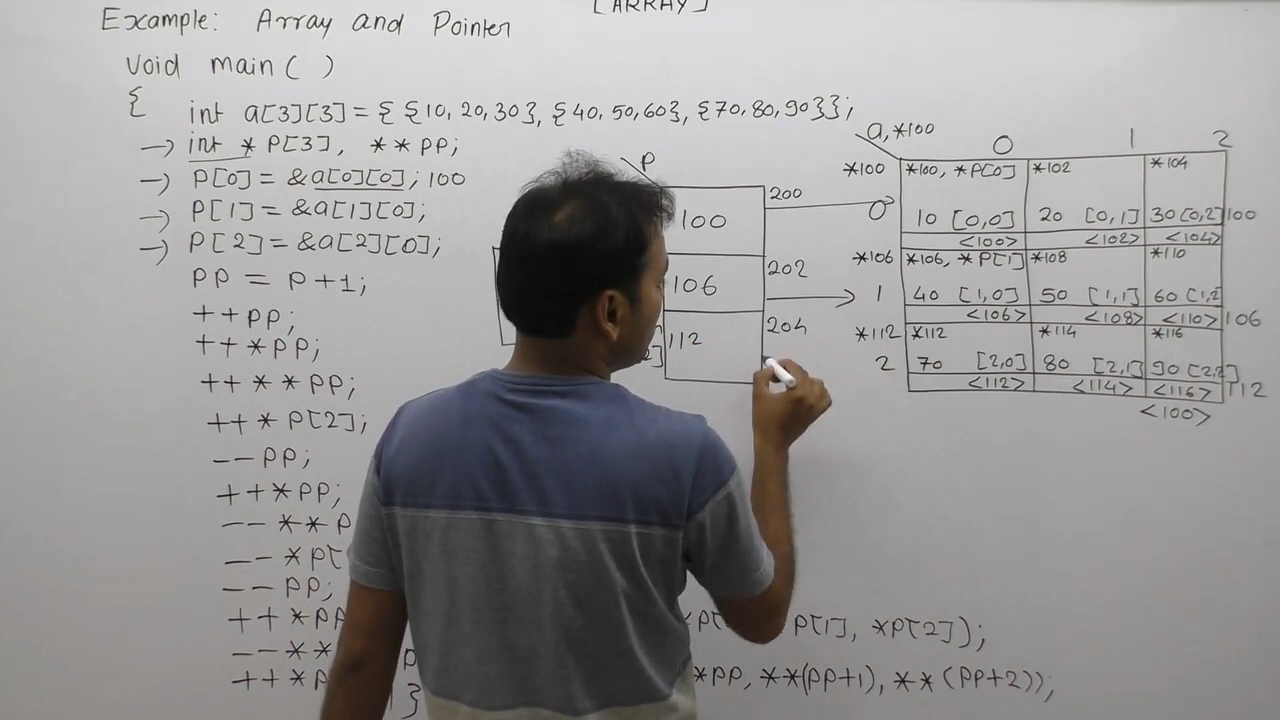 [ARRAY]
Example: Array and Pointer
void main( )
{ int a[3][3] = { {10, 20, 30}, {40, 50, 60}, {70, 80, 90}};
→ int * P[3], ** PP;
→ P[0] = &a[0][0]; 100
→ P[1] = &a[1][0];
→ P[2] = &a[2][0];
PP = P+1;
++PP;
++*PP;
++**PP;
++*P[2];
--PP;
++*PP;
--**P
--*P[
--PP;
++*PP
--**
++*P
}
P
100 200
106 202
112 204
2]
a, *100
0 1 2
*100 *100, *P[0] *102 *104
0 10 [0,0] 20 [0,1] 30 [0,2] 100
<100> <102> <104>
*106 *106, *P[1] *108 *110
1 40 [1,0] 50 [1,1] 60 [1,2
<106> <108> <110> 106
*112 *112 *114 *116
2 70 [2,0] 80 [2,1] 90 [2,2]
<112> <114> <116> 112
<100>
*P[ P[1], *P[2]);
P *PP, **(PP+1), **(PP+2));